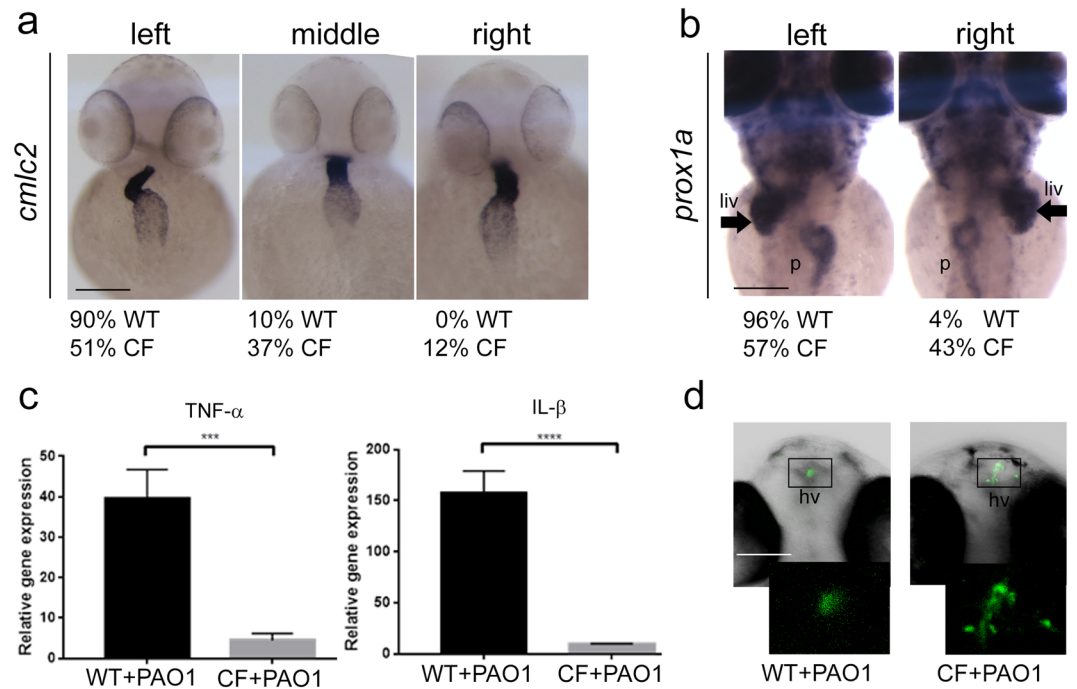 a
left middle right
cmlc2
90% WT 10% WT 0% WT
51% CF 37% CF 12% CF
b
left right
prox1a
liv liv
p p
96% WT 4% WT
57% CF 43% CF
c
TNF-α
***
Relative gene expression
50
40
30
20
10
0
WT+PAO1 CF+PAO1
IL-β
****
Relative gene expression
200
150
100
50
0
WT+PAO1 CF+PAO1
d
hv hv
WT+PAO1 CF+PAO1